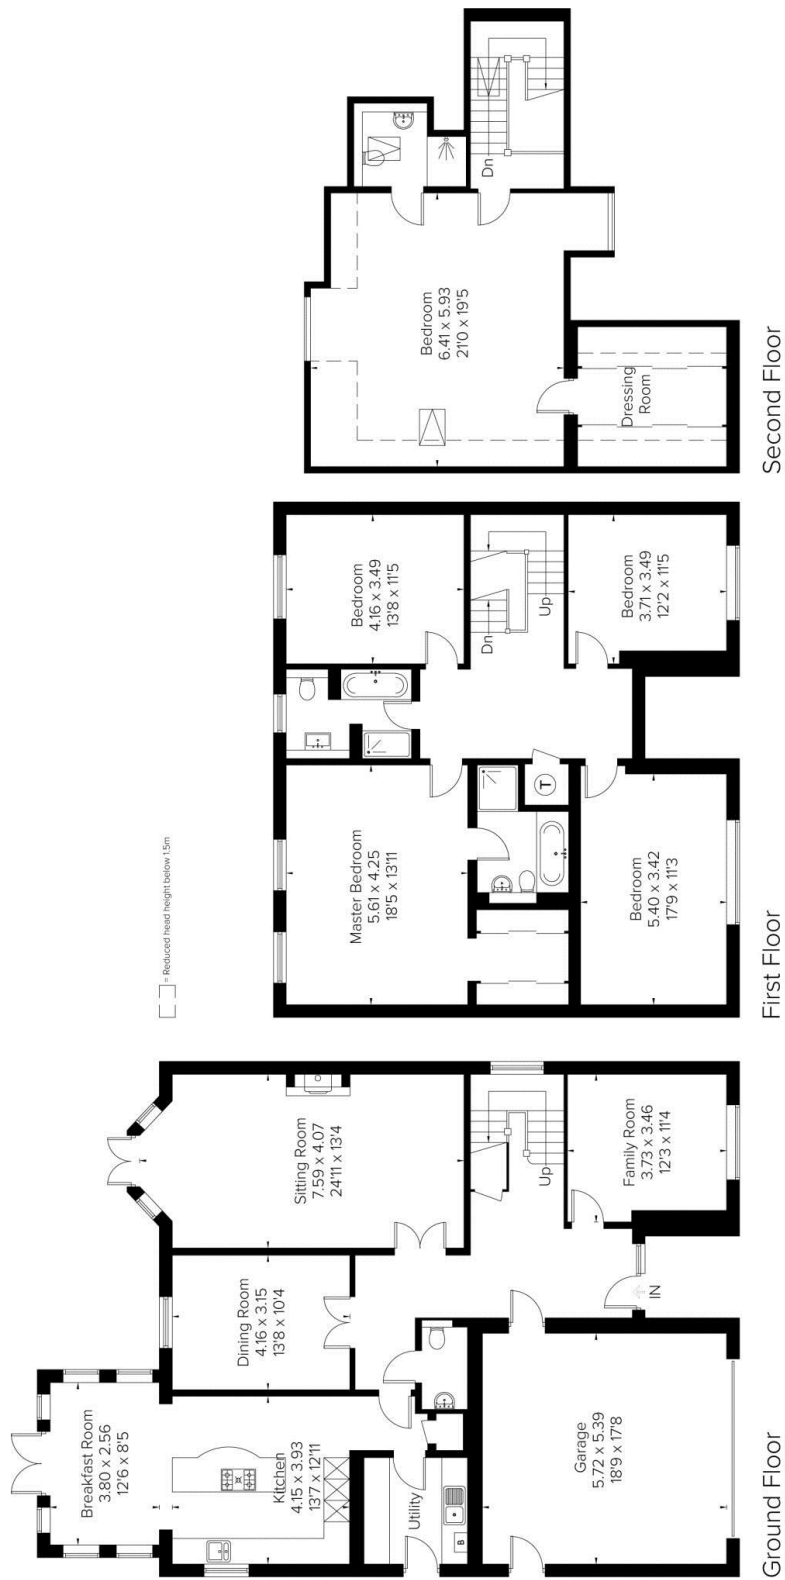 = Reduced head height below 1.5m
Breakfast Room
3.80 x 2.56
12'6 x 8'5
Kitchen
4.15 x 3.93
13'7 x 12'11
Dining Room
4.16 x 3.15
13'8 x 10'4
Sitting Room
7.59 x 4.07
24'11 x 13'4
Utility
B
Garage
5.72 x 5.39
18'9 x 17'8
IN
Up
Family Room
3.73 x 3.46
12'3 x 11'4
Ground Floor
Master Bedroom
5.61 x 4.25
18'5 x 13'11
Bedroom
4.16 x 3.49
13'8 x 11'5
Dn
Up
T
Bedroom
5.40 x 3.42
17'9 x 11'3
Bedroom
3.71 x 3.49
12'2 x 11'5
First Floor
Bedroom
6.41 x 5.93
21'0 x 19'5
Dn
Dressing
Room
Second Floor